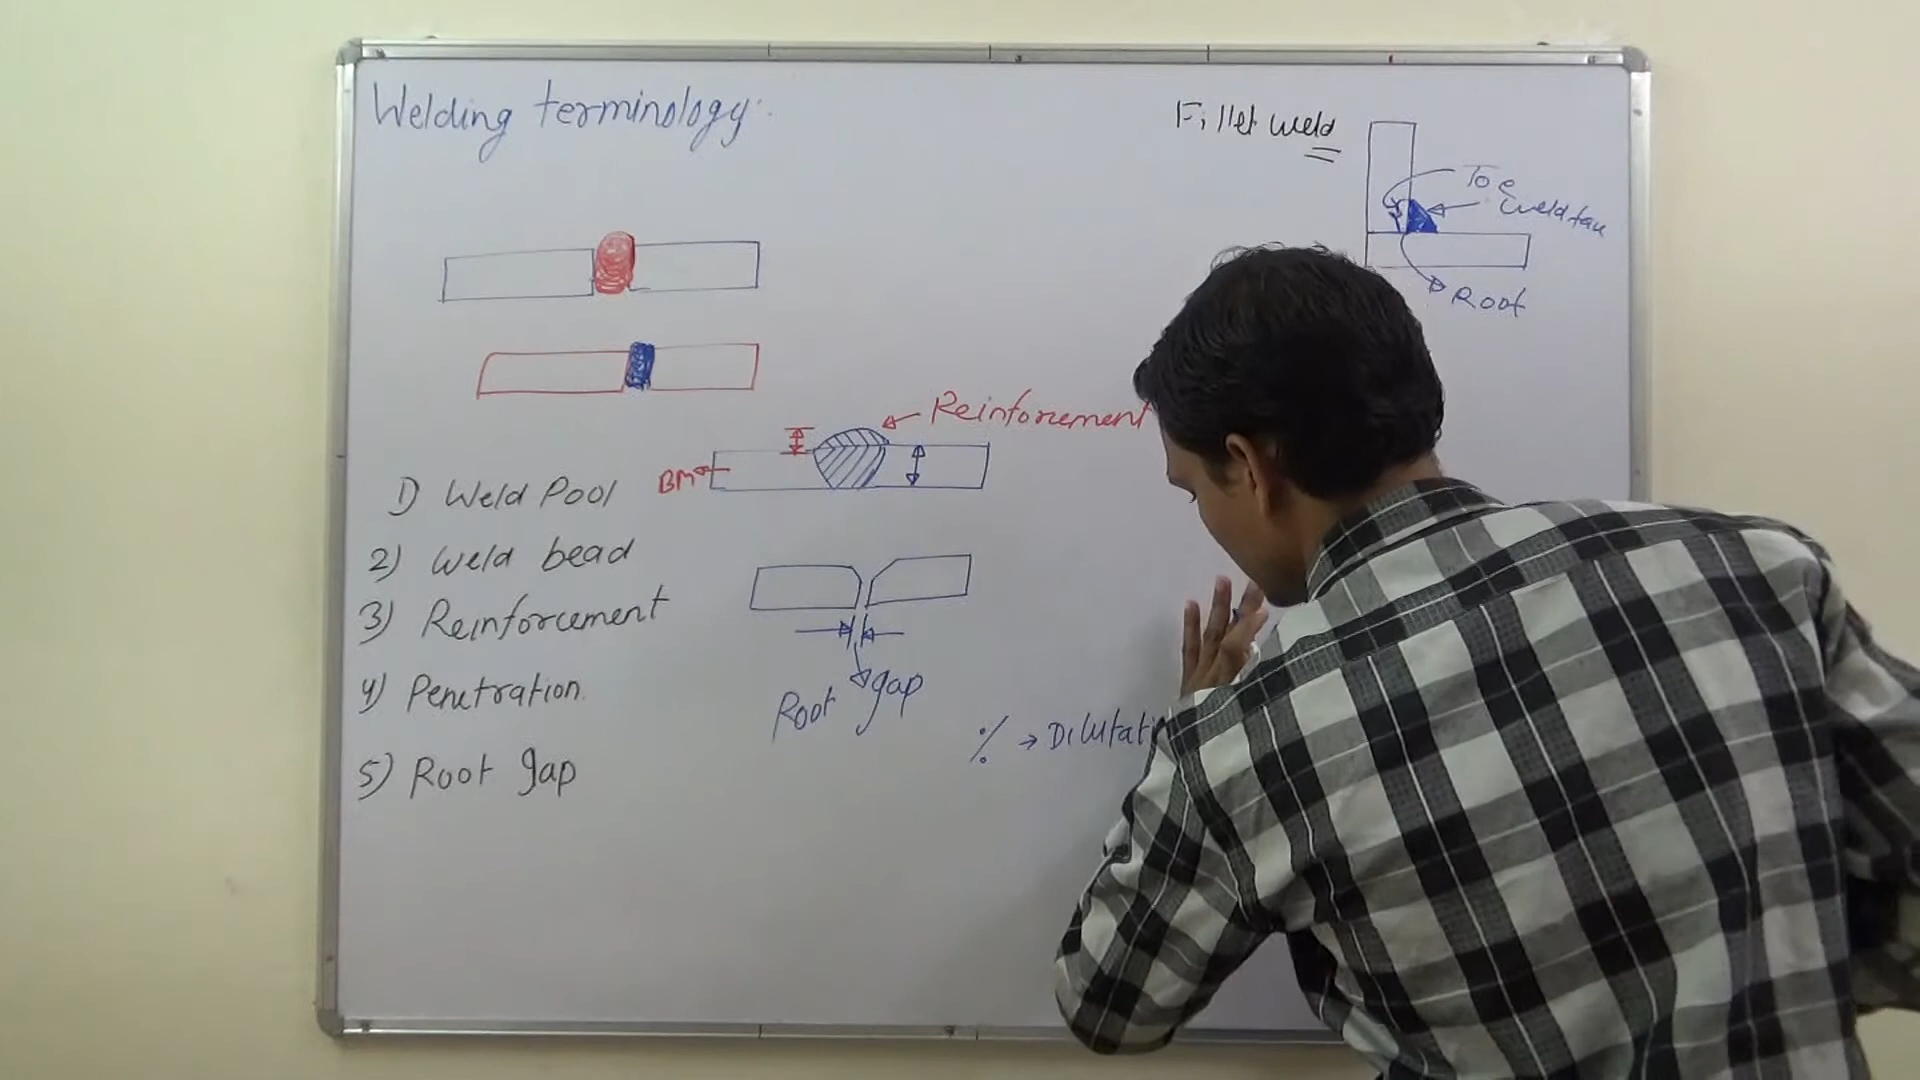 Welding terminology:
Fillet weld
Toe
Weld face
Root
Reinforcement
BM
1) Weld Pool
2) Weld bead
3) Reinforcement
4) Penetration.
5) Root gap
Root gap
% → Dilutati